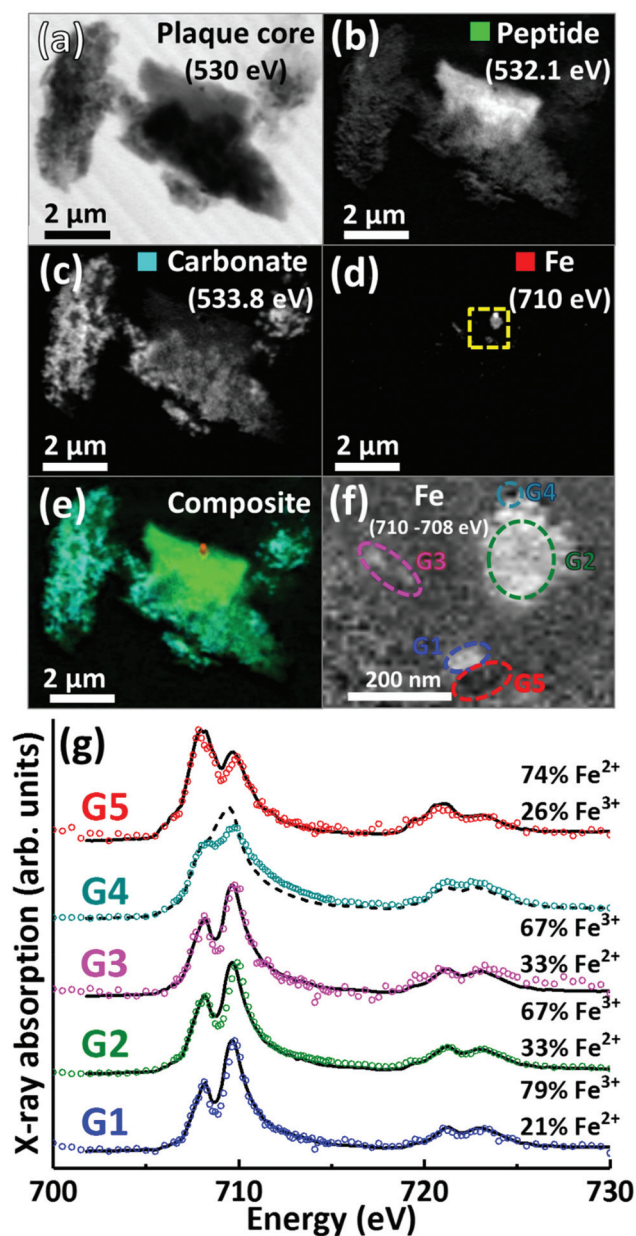 (a) Plaque core
(530 eV)
2 µm
(b) Peptide
(532.1 eV)
2 µm
(c) Carbonate
(533.8 eV)
2 µm
(d) Fe
(710 eV)
2 µm
(e) Composite
2 µm
(f) Fe
(710 -708 eV)
G4
G3
G2
G1
G5
200 nm
(g)
X-ray absorption (arb. units)
G5
74% Fe²⁺
26% Fe³⁺
G4
G3
67% Fe³⁺
33% Fe²⁺
G2
67% Fe³⁺
33% Fe²⁺
G1
79% Fe³⁺
21% Fe²⁺
700 710 720 730
Energy (eV)